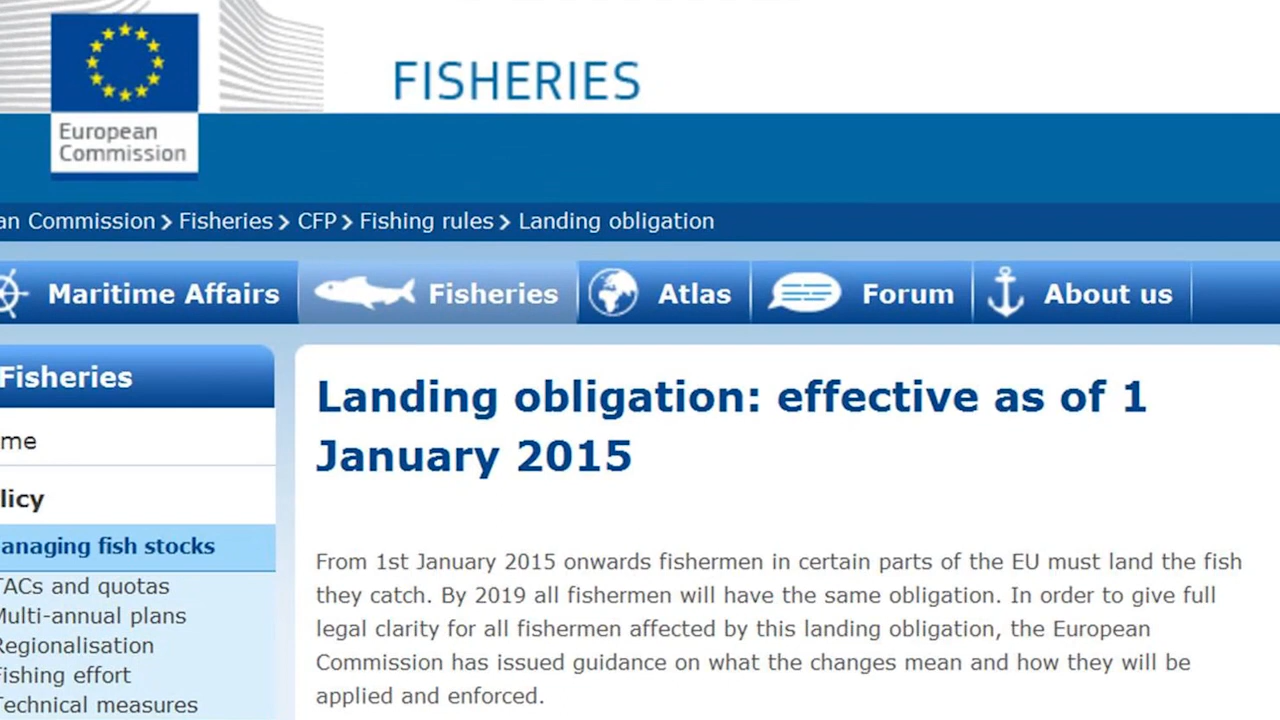 FISHERIES
European
Commission
an Commission > Fisheries > CFP > Fishing rules > Landing obligation
Maritime Affairs Fisheries Atlas Forum About us
Fisheries
me
licy
anaging fish stocks
TACs and quotas
Multi-annual plans
Regionalisation
Fishing effort
Technical measures
Landing obligation: effective as of 1
January 2015
From 1st January 2015 onwards fishermen in certain parts of the EU must land the fish
they catch. By 2019 all fishermen will have the same obligation. In order to give full
legal clarity for all fishermen affected by this landing obligation, the European
Commission has issued guidance on what the changes mean and how they will be
applied and enforced.